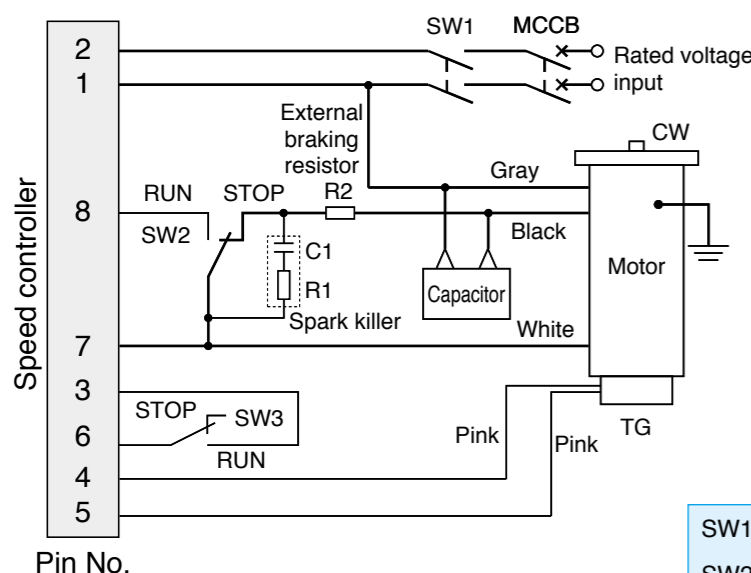 SW1 MCCB
2
Rated voltage
1
input
External
braking
resistor
CW
Gray
RUN STOP R2
8
SW2
Black
C1
Motor
R1
Capacitor
Spark killer
White
7
Speed controller
3
STOP
SW3
6
RUN
Pink
Pink
TG
4
5
SW1
Pin No.